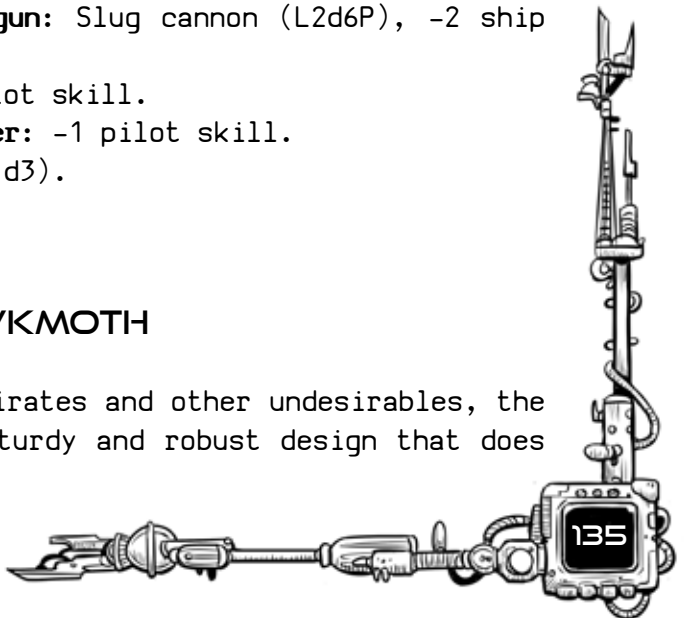 gun: Slug cannon (L2d6P), -2 ship
lot skill.
er: -1 pilot skill.
d3).
KMOTH
irates and other undesirables, the
turdy and robust design that does
135